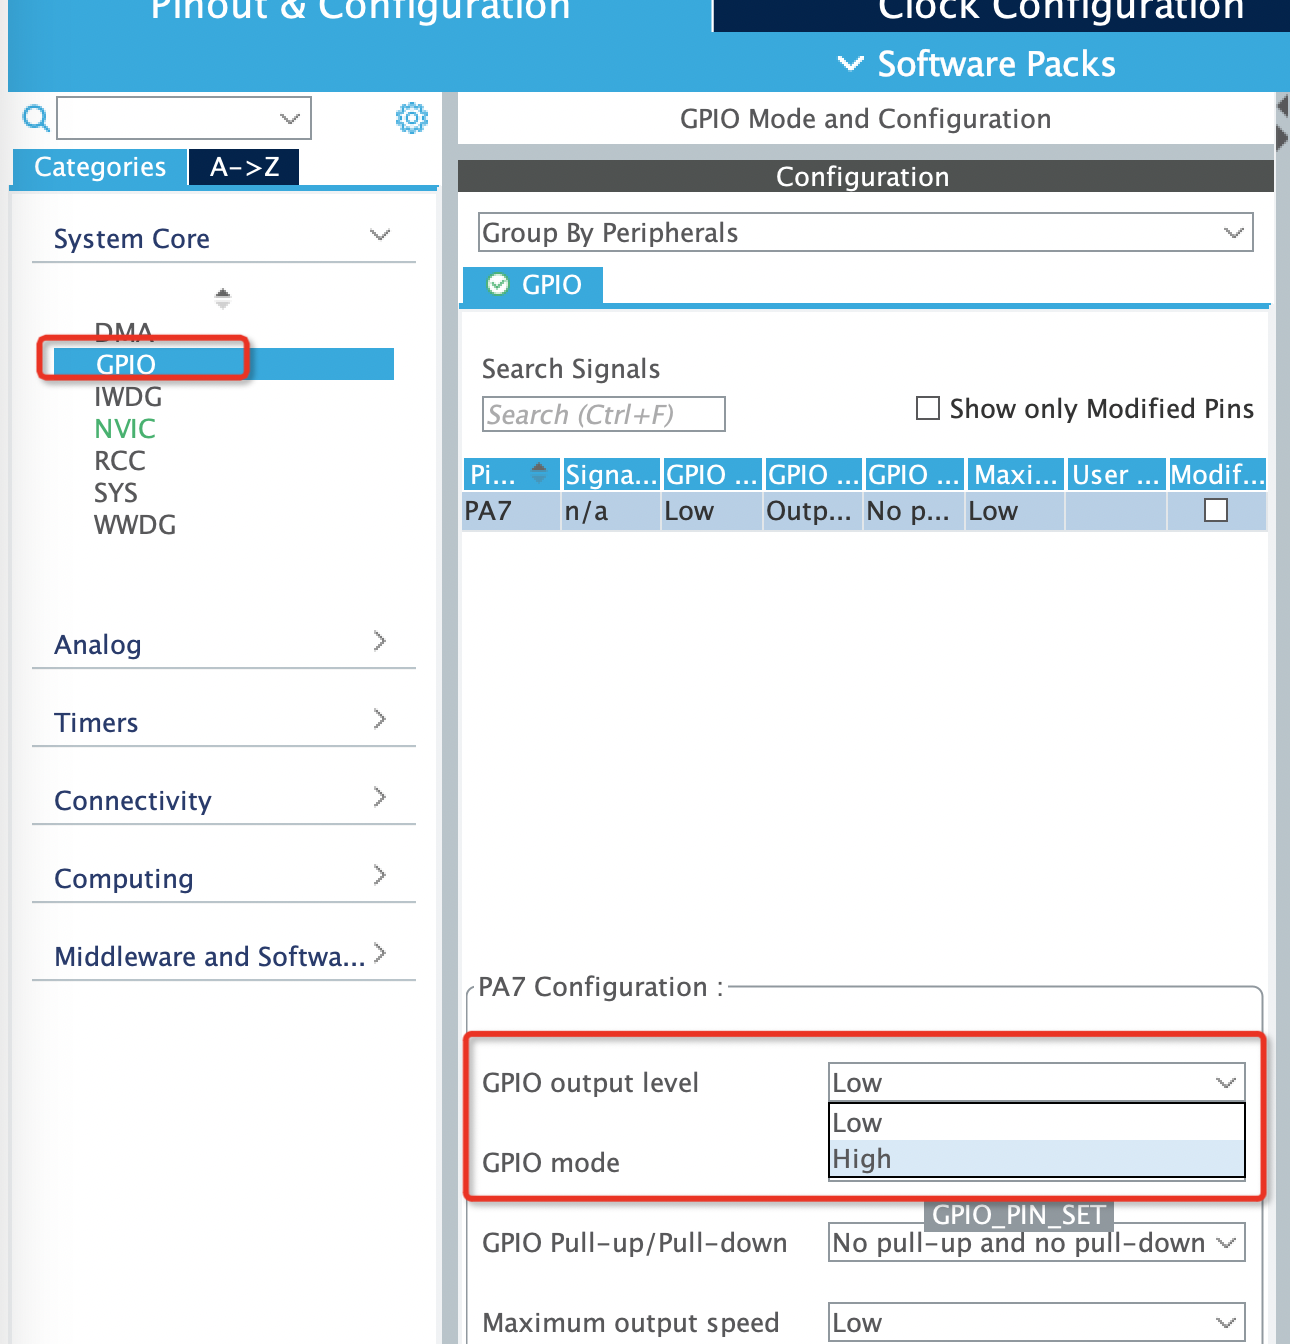 Pinout & Configuration
Clock Configuration
Software Packs
GPIO Mode and Configuration
Categories
A->Z
Configuration
System Core
Group By Peripherals
GPIO
DMA
GPIO
IWDG
NVIC
RCC
SYS
WWDG
Search Signals
Search (Ctrl+F)
Show only Modified Pins
Pi... Signa... GPIO ... GPIO ... GPIO ... Maxi... User ... Modif...
PA7 n/a Low Outp... No p... Low
Analog
Timers
Connectivity
Computing
Middleware and Softwa...
PA7 Configuration :
GPIO output level
Low
Low
High
GPIO mode
GPIO_PIN_SET
GPIO Pull-up/Pull-down
No pull-up and no pull-down
Maximum output speed
Low